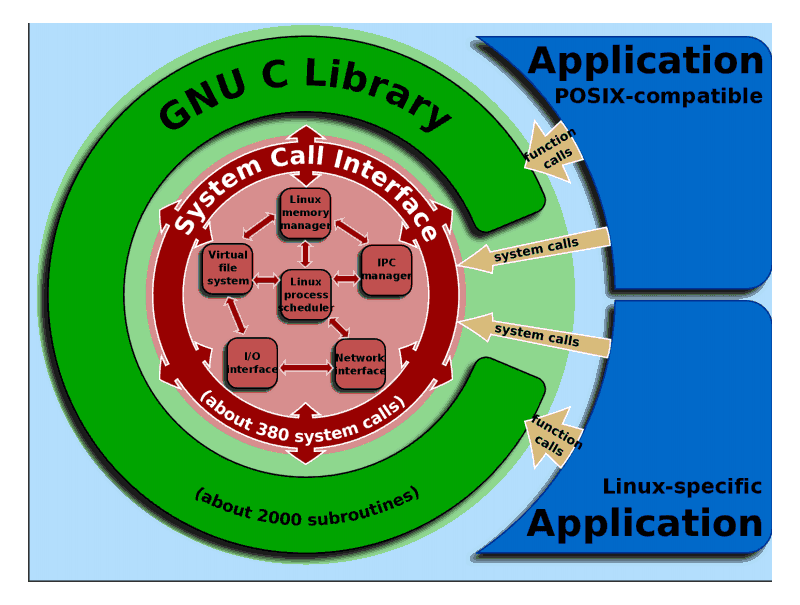 GNU C Library
Application
POSIX-compatible
function
calls
System Call Interface
Linux
memory
manager
system calls
Virtual
file
system
IPC
manager
Linux
process
scheduler
system calls
I/O
interface
Network
interface
(about 380 system calls)
function
calls
(about 2000 subroutines)
Linux-specific
Application